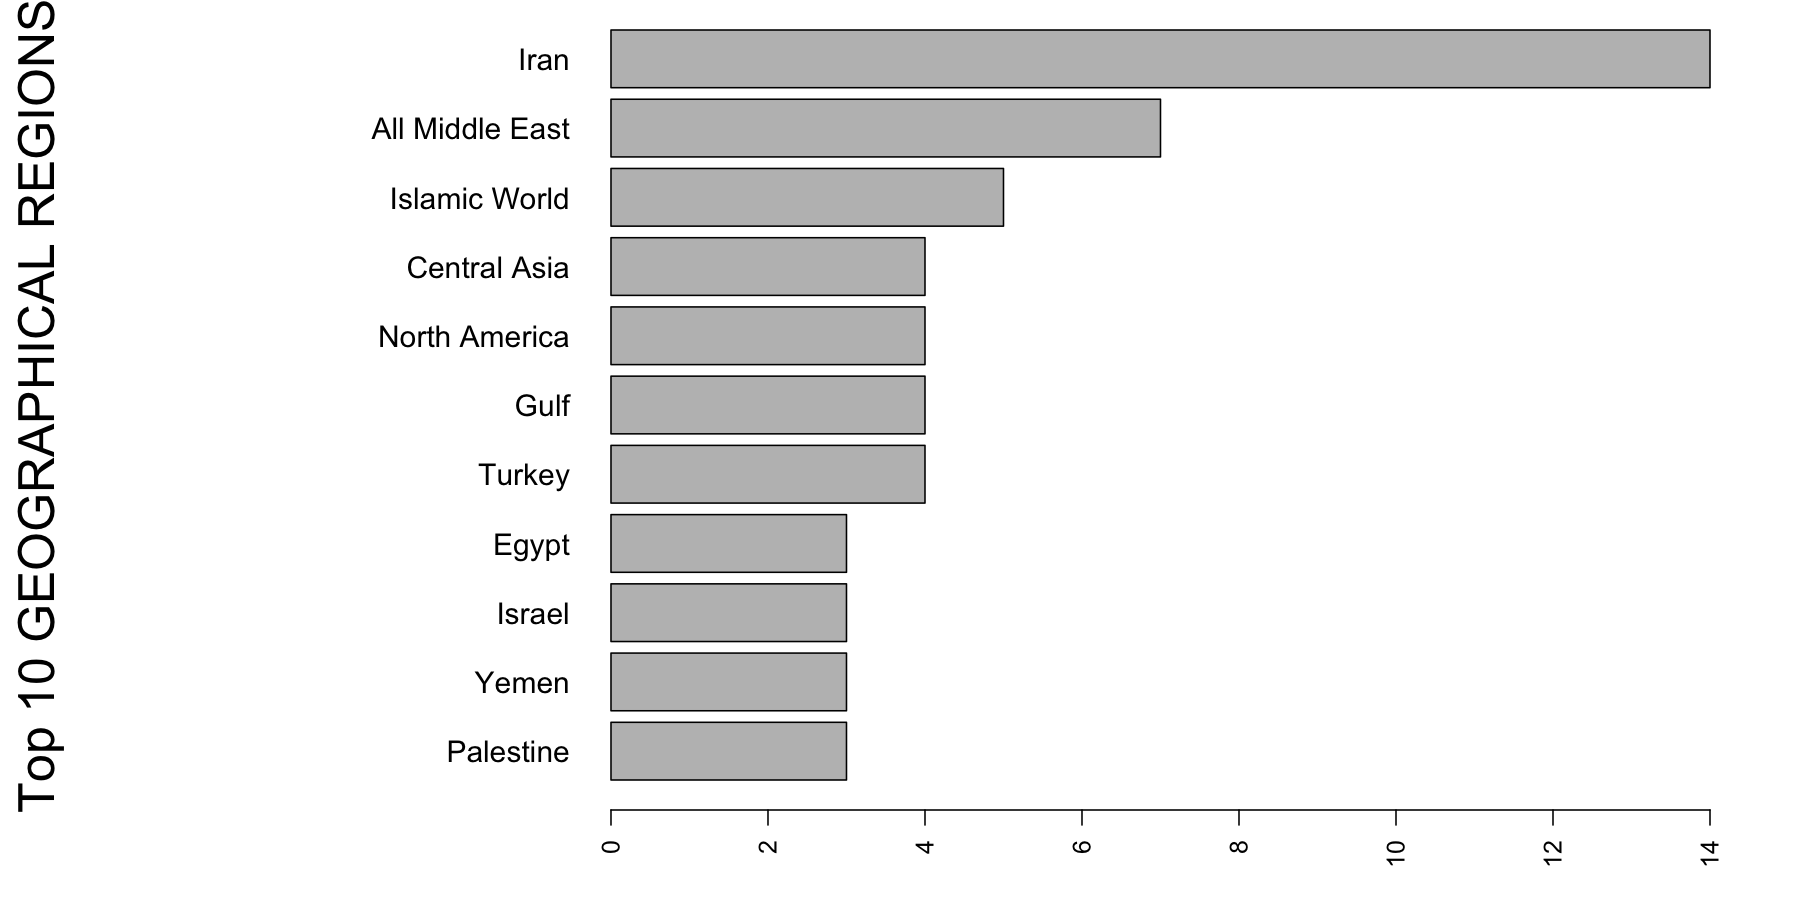 Top 10 GEOGRAPHICAL REGIONS
Iran
All Middle East
Islamic World
Central Asia
North America
Gulf
Turkey
Egypt
Israel
Yemen
Palestine
0 2 4 6 8 10 12 14